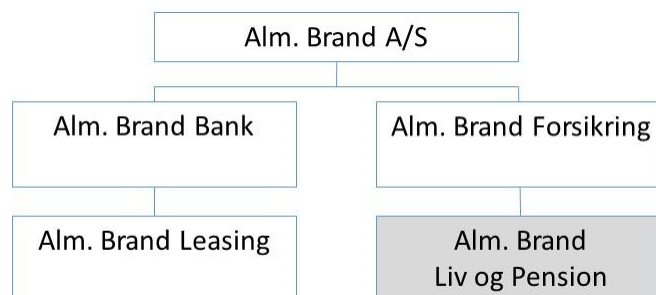 Alm. Brand A/S
Alm. Brand Bank
Alm. Brand Forsikring
Alm. Brand Leasing
Alm. Brand
Liv og Pension